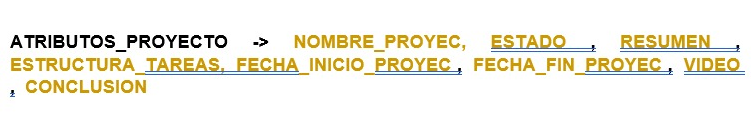 ATRIBUTOS_PROYECTO -> NOMBRE_PROYEC, ESTADO , RESUMEN ,
ESTRUCTURA_TAREAS, FECHA_INICIO_PROYEC , FECHA_FIN_PROYEC , VIDEO
, CONCLUSION